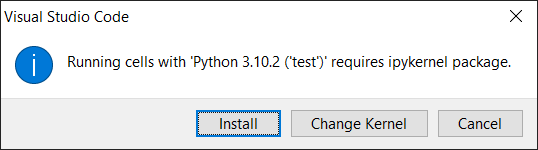 Visual Studio Code
Running cells with 'Python 3.10.2 ('test')' requires ipykernel package.
Install
Change Kernel
Cancel